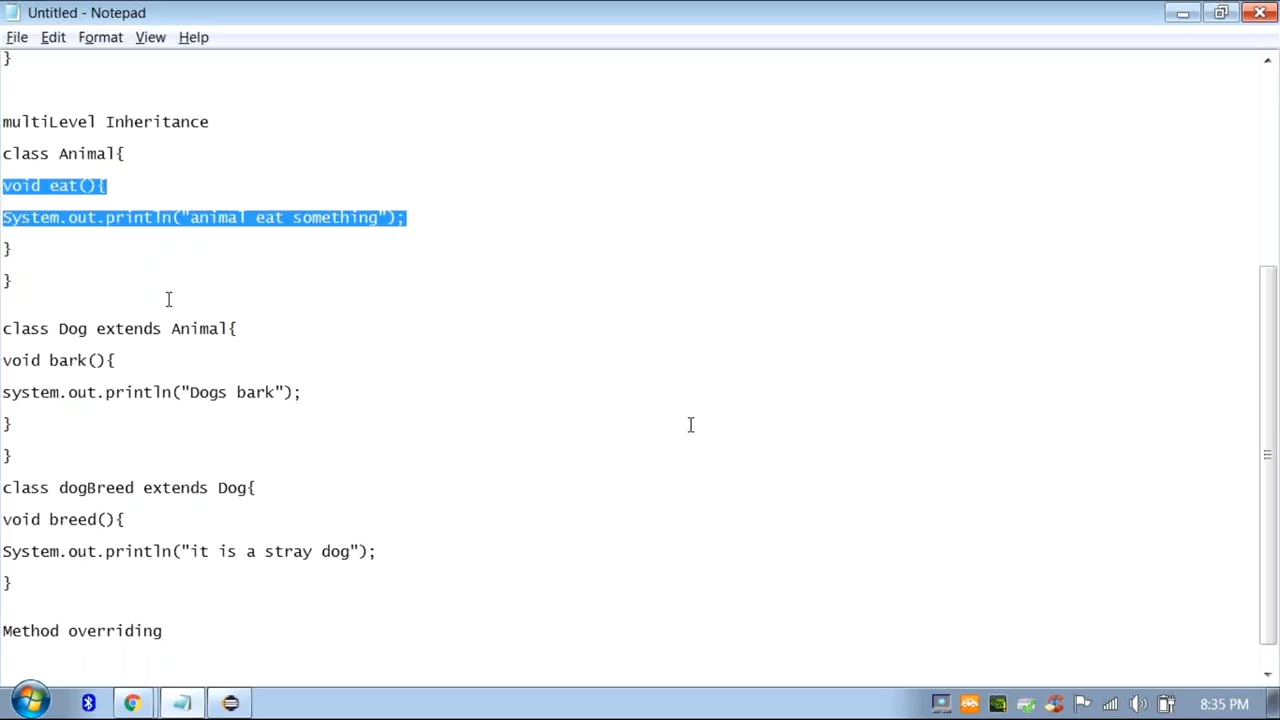 Untitled - Notepad
File Edit Format View Help
}
multiLevel Inheritance
class Animal{
void eat(){
System.out.println("animal eat something");
}
}
class Dog extends Animal{
void bark(){
system.out.println("Dogs bark");
}
}
class dogBreed extends Dog{
void breed(){
System.out.println("it is a stray dog");
}
Method overriding
8:35 PM